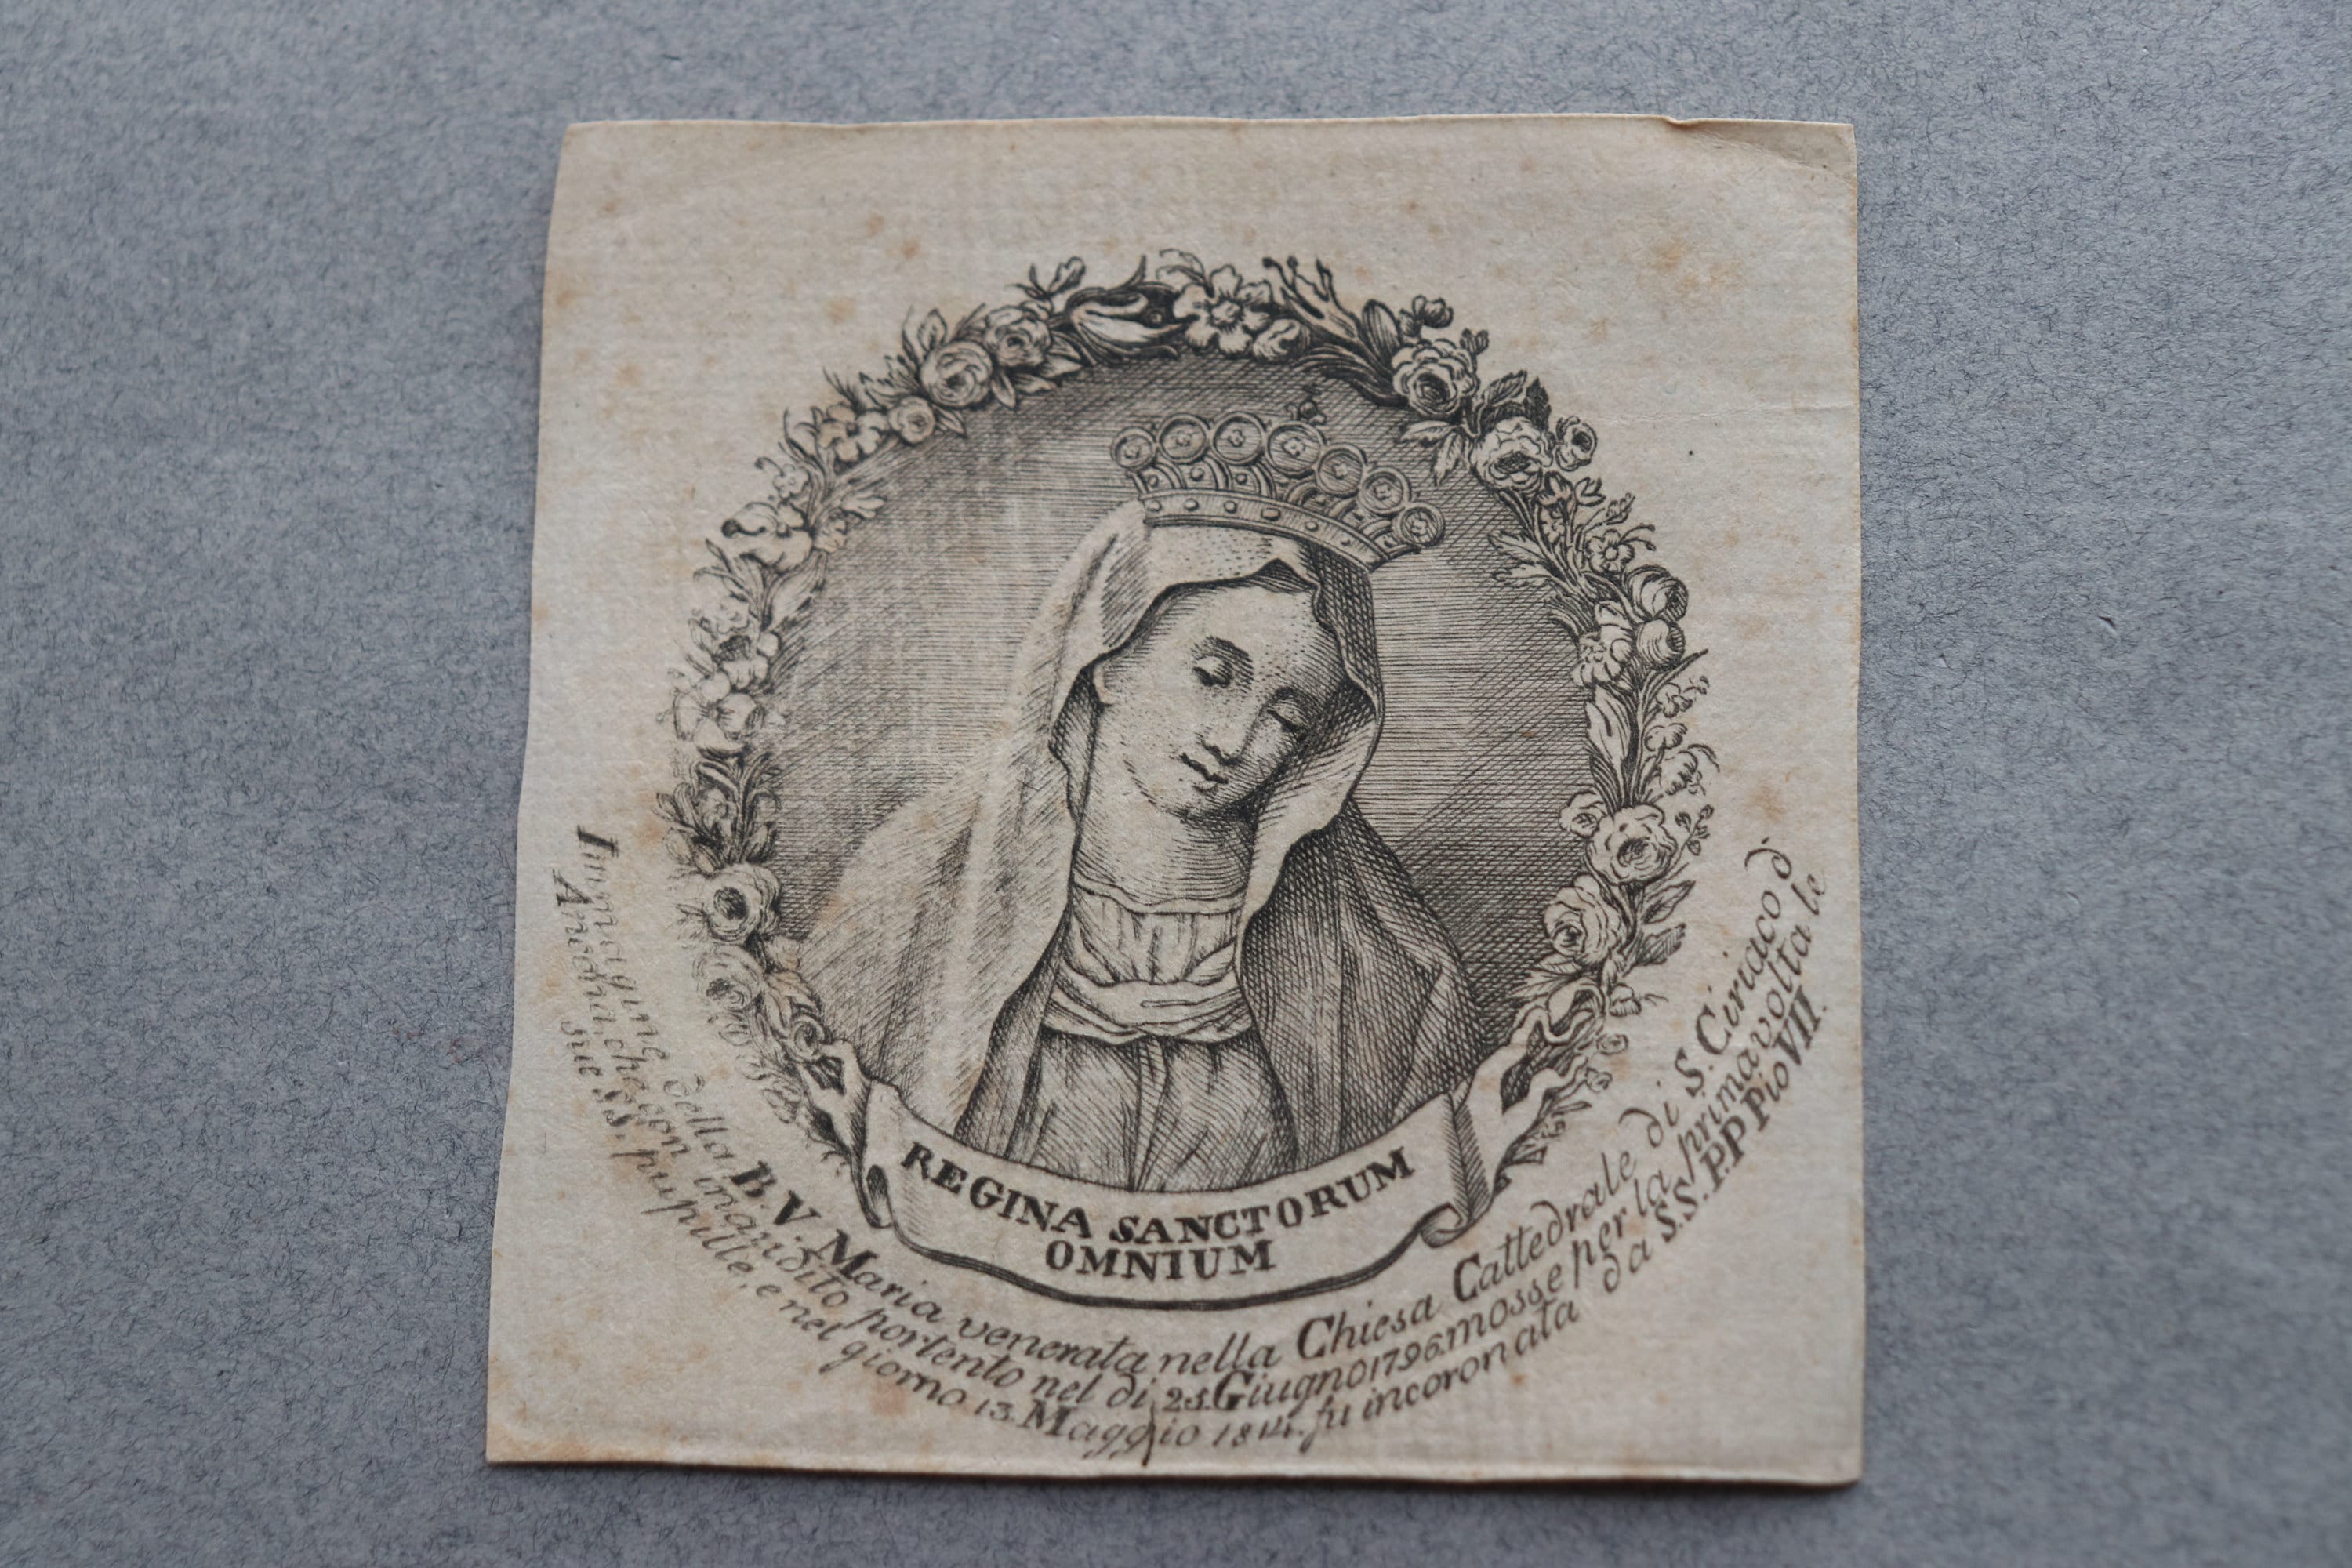 REGINA SANCTORUM
OMNIUM
Immagine della B. V. Maria venerata nella Chiesa Cattedrale di S. Ciriaco d'
Ancona, che con inaudito portento nel dì 25. Giugno 1796. mosse per la prima volta le
sue SS. pupille, e nel giorno 13. Maggio 1814. fu incoronata da S.S. P.P Pio VII.